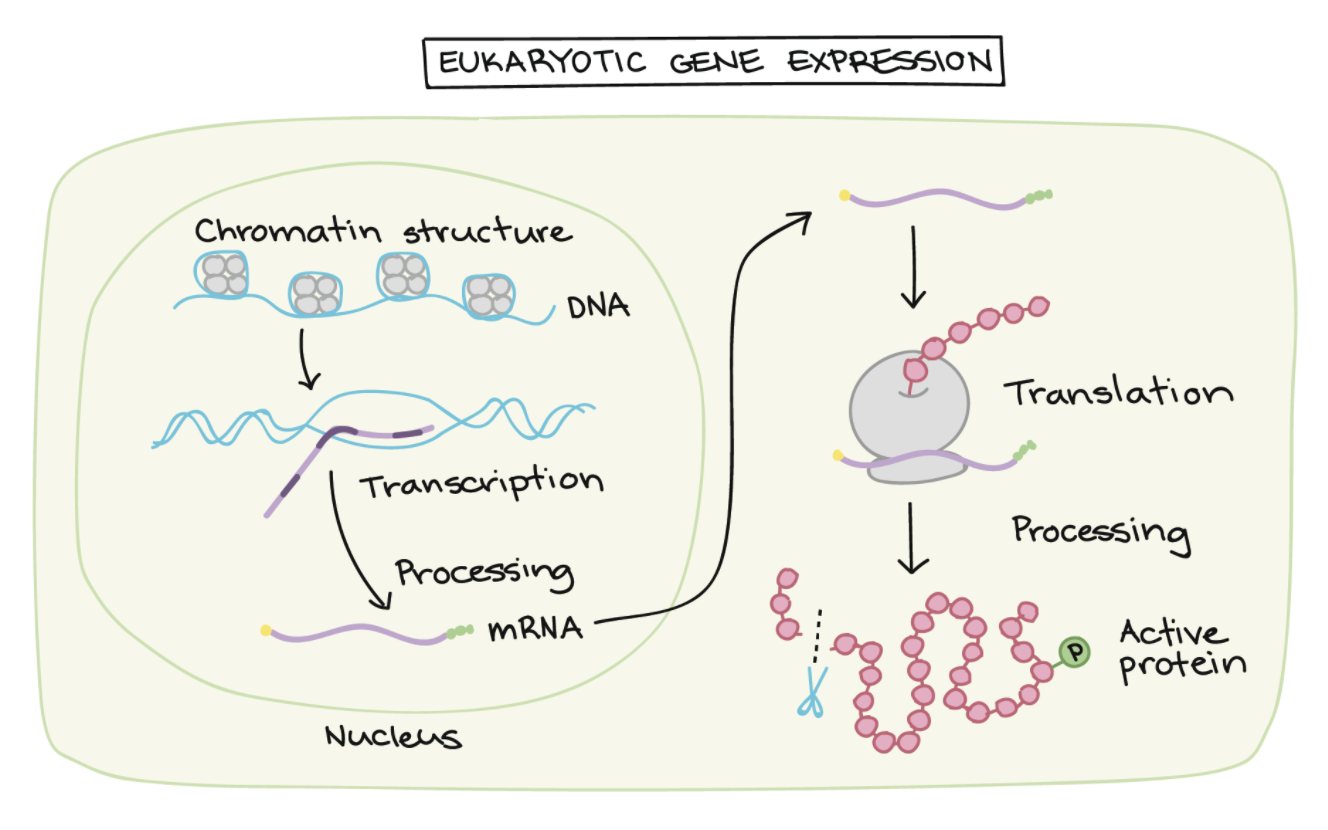 EUKARYOTIC GENE EXPRESSION
Chromatin structure
DNA
Transcription
Processing
mRNA
Nucleus
Translation
Processing
Active
protein
P